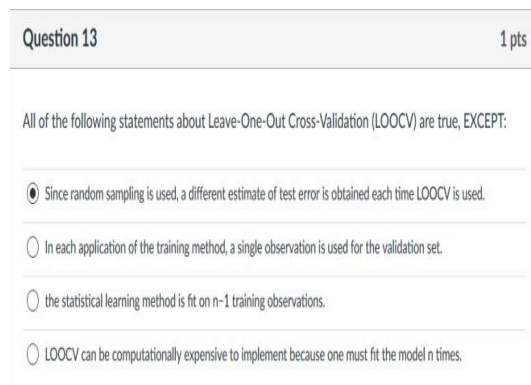 Question 13 1 pts
All of the following statements about Leave-One-Out Cross-Validation (LOOCV) are true, EXCEPT:
Since random sampling is used, a different estimate of test error is obtained each time LOOCV is used.
In each application of the training method, a single observation is used for the validation set.
the statistical learning method is fit on n−1 training observations.
LOOCV can be computationally expensive to implement because one must fit the model n times.